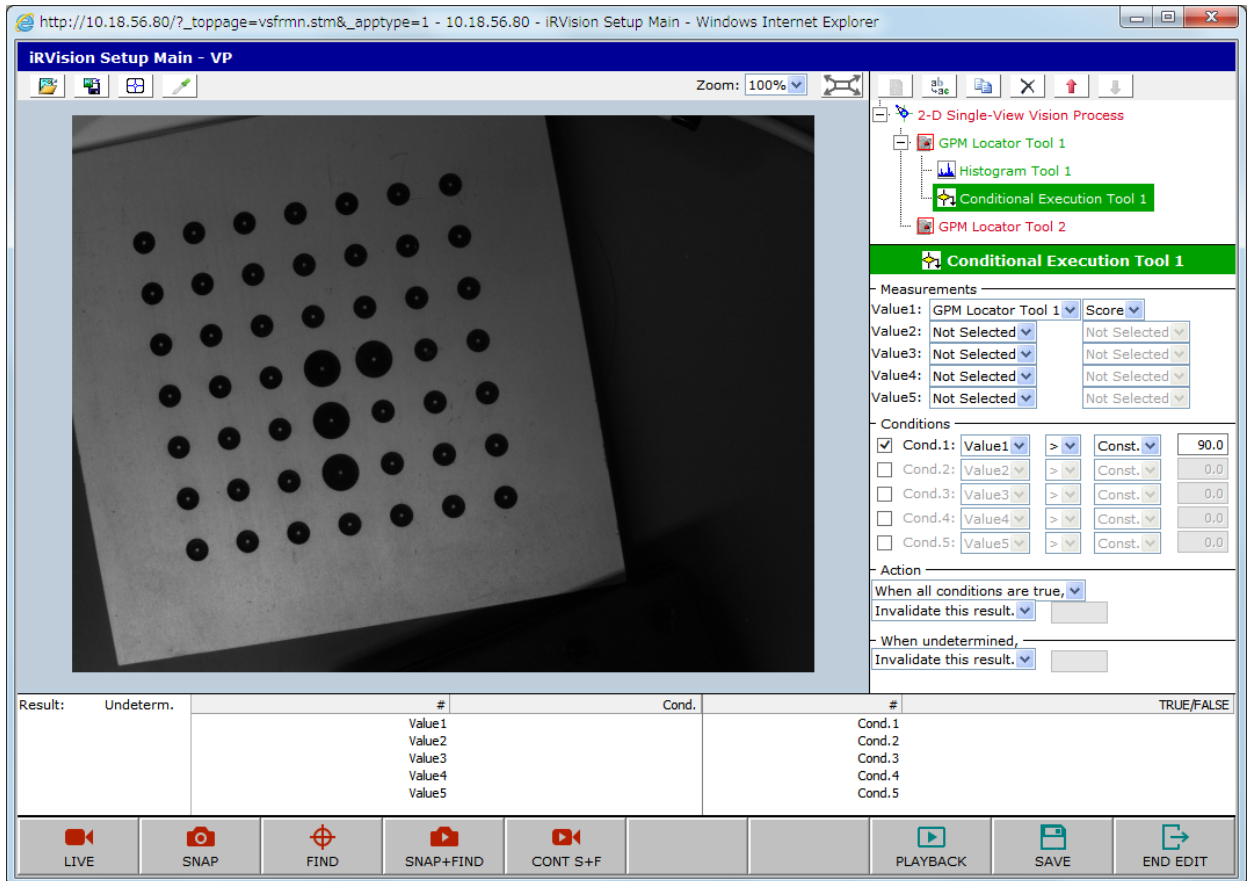 http://10.18.56.80/?_toppage=vsfrmn.stm&_apptype=1 - 10.18.56.80 - iRVision Setup Main - Windows Internet Explorer
iRVision Setup Main - VP
Zoom: 100%
2-D Single-View Vision Process
GPM Locator Tool 1
Histogram Tool 1
Conditional Execution Tool 1
GPM Locator Tool 2
Conditional Execution Tool 1
Measurements
Value1: GPM Locator Tool 1 Score
Value2: Not Selected Not Selected
Value3: Not Selected Not Selected
Value4: Not Selected Not Selected
Value5: Not Selected Not Selected
Conditions
Cond.1: Value1 > Const. 90.0
Cond.2: Value2 > Const. 0.0
Cond.3: Value3 > Const. 0.0
Cond.4: Value4 > Const. 0.0
Cond.5: Value5 > Const. 0.0
Action
When all conditions are true,
Invalidate this result.
When undetermined,
Invalidate this result.
Result: Undeterm. # Cond. # TRUE/FALSE
Value1 Cond.1
Value2 Cond.2
Value3 Cond.3
Value4 Cond.4
Value5 Cond.5
LIVE SNAP FIND SNAP+FIND CONT S+F PLAYBACK SAVE END EDIT